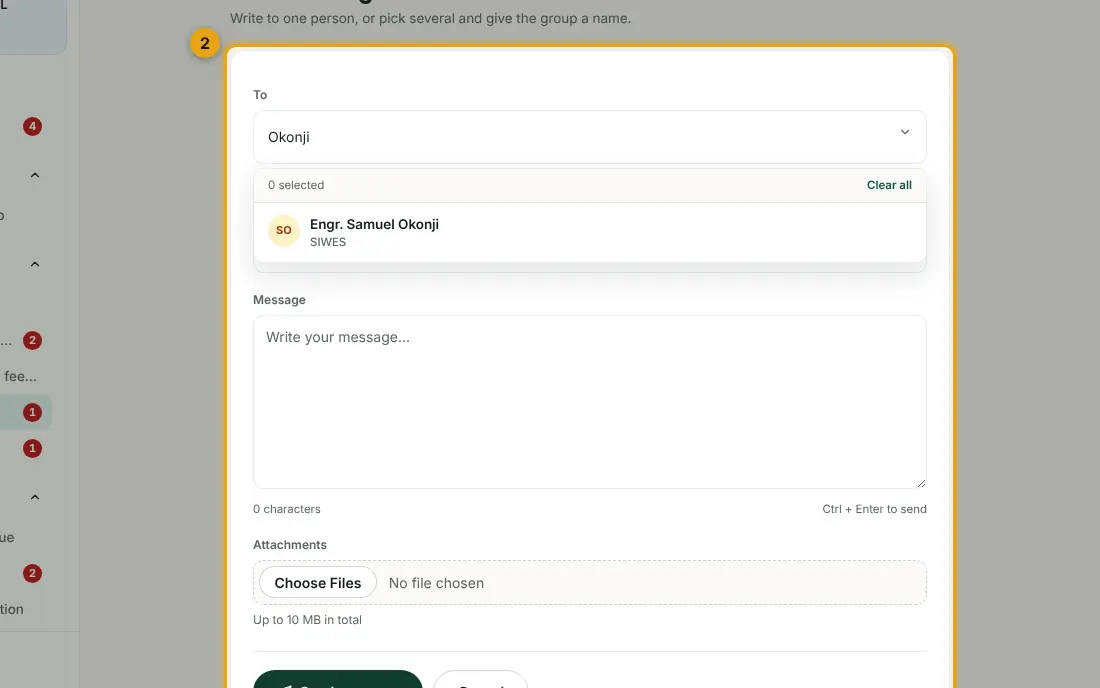 Write to one person, or pick several and give the group a name.
2
To
4
Okonji
0 selected
Clear all
SO
Engr. Samuel Okonji
SIWES
Message
Write your message...
... 2
fee...
1
1
0 characters
Ctrl + Enter to send
Attachments
2
Choose Files
No file chosen
tion
Up to 10 MB in total